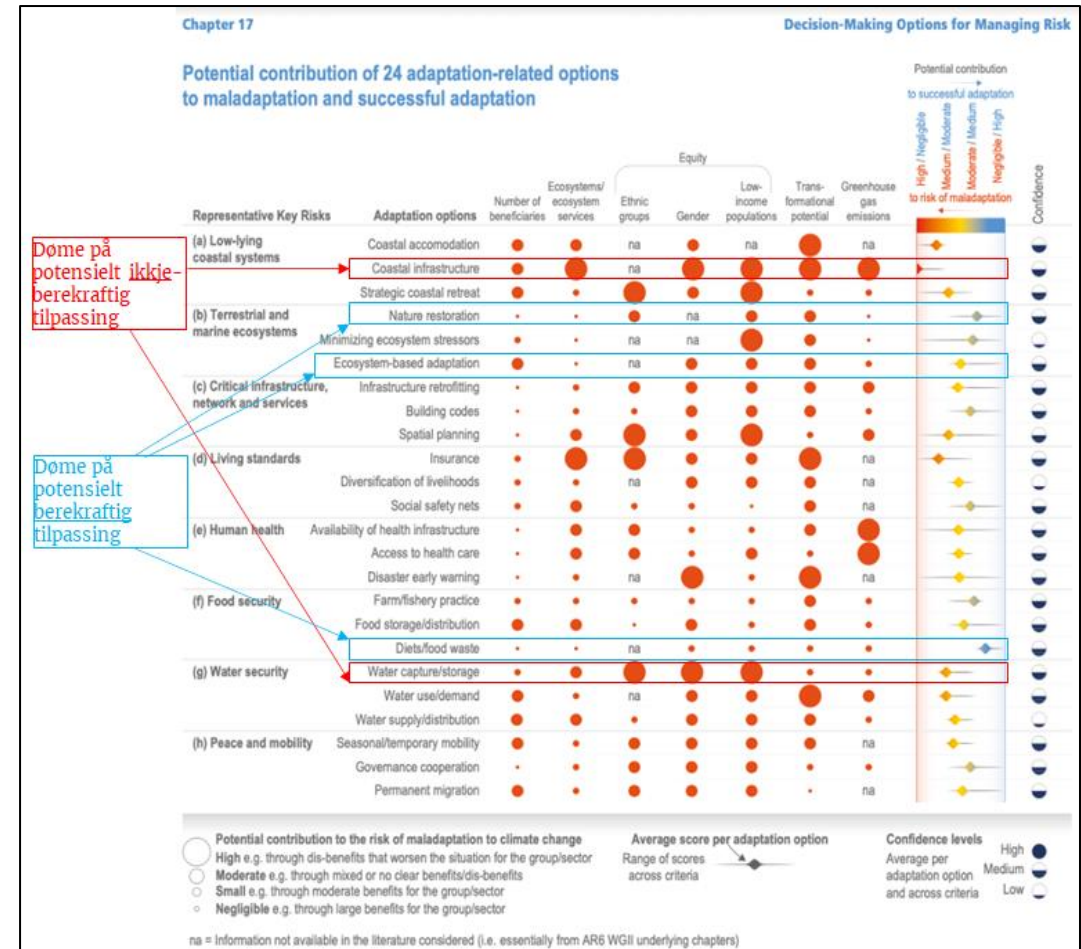 Chapter 17
Decision-Making Options for Managing Risk
Potential contribution of 24 adaptation-related options
to maladaptation and successful adaptation
Potential contribution
to successful adaptation
High / Negligible
Medium / Moderate
Moderate / Medium
Negligible / High
to risk of maladaptation
Confidence
Equity
Representative Key Risks
Adaptation options
Number of
beneficiaries
Ecosystems/
ecosystem
services
Ethnic
groups
Gender
Low-
income
populations
Trans-
formational
potential
Greenhouse
gas
emissions
Døme på
potensielt ikkje-
berekraftig
tilpassing
Døme på
potensielt
berekraftig
tilpassing
(a) Low-lying
coastal systems
Coastal accomodation na na na
Coastal infrastructure na
Strategic coastal retreat
(b) Terrestrial and
marine ecosystems
Nature restoration na
Minimizing ecosystem stressors na na
Ecosystem-based adaptation na
(c) Critical infrastructure,
network and services
Infrastructure retrofitting
Building codes
Spatial planning
(d) Living standards
Insurance na
Diversification of livelihoods na
Social safety nets na
(e) Human health
Availability of health infrastructure
Access to health care
Disaster early warning na na
(f) Food security
Farm/fishery practice
Food storage/distribution
Diets/food waste na
(g) Water security
Water capture/storage
Water use/demand na
Water supply/distribution
(h) Peace and mobility
Seasonal/temporary mobility na
Governance cooperation
Permanent migration na
Potential contribution to the risk of maladaptation to climate change
High e.g. through dis-benefits that worsen the situation for the group/sector
Moderate e.g. through mixed or no clear benefits/dis-benefits
Small e.g. through moderate benefits for the group/sector
Negligible e.g. through large benefits for the group/sector
Average score per adaptation option
Range of scores
across criteria
Confidence levels
Average per
adaptation option
and across criteria
High
Medium
Low
na = Information not available in the literature considered (i.e. essentially from AR6 WGII underlying chapters)